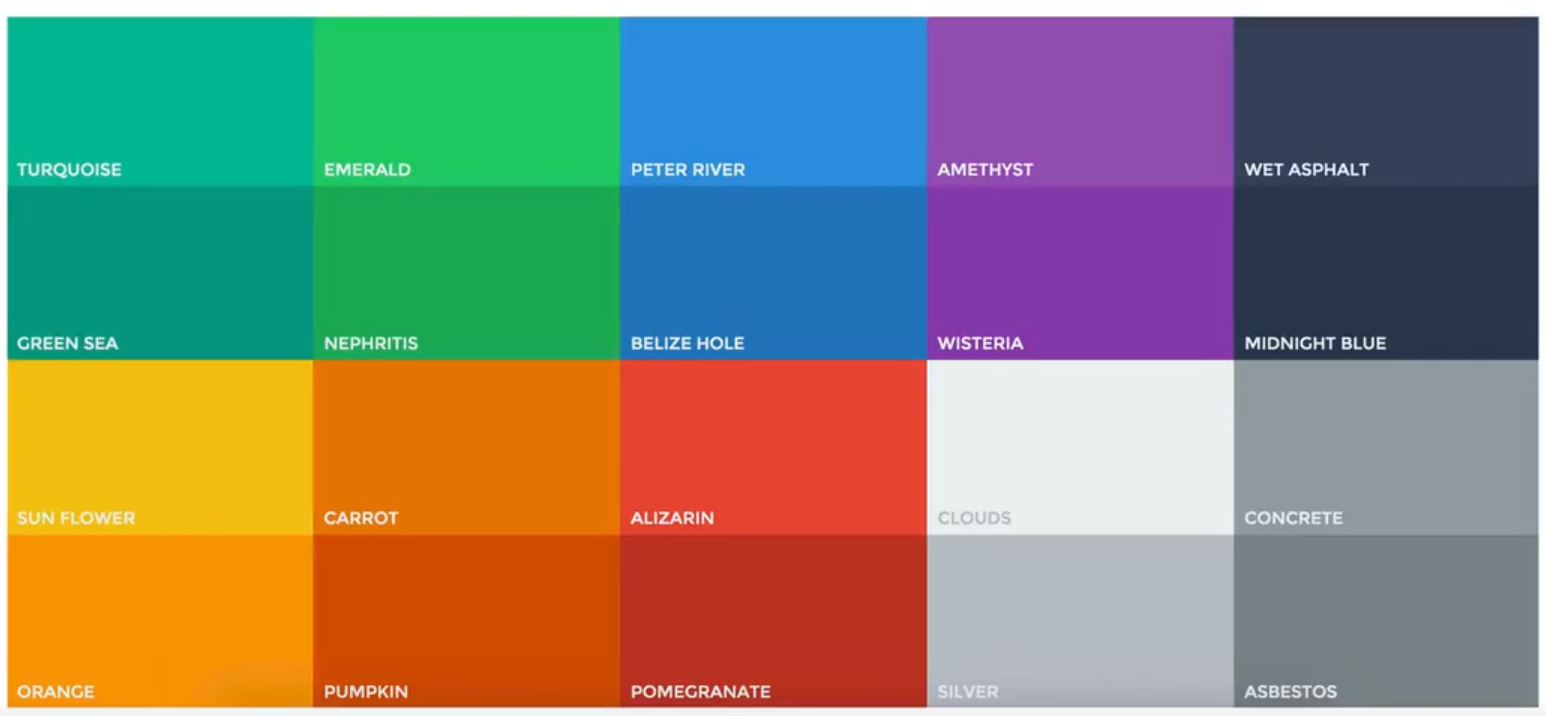 TURQUOISE
EMERALD
PETER RIVER
AMETHYST
WET ASPHALT
GREEN SEA
NEPHRITIS
BELIZE HOLE
WISTERIA
MIDNIGHT BLUE
SUN FLOWER
CARROT
ALIZARIN
CLOUDS
CONCRETE
ORANGE
PUMPKIN
POMEGRANATE
SILVER
ASBESTOS